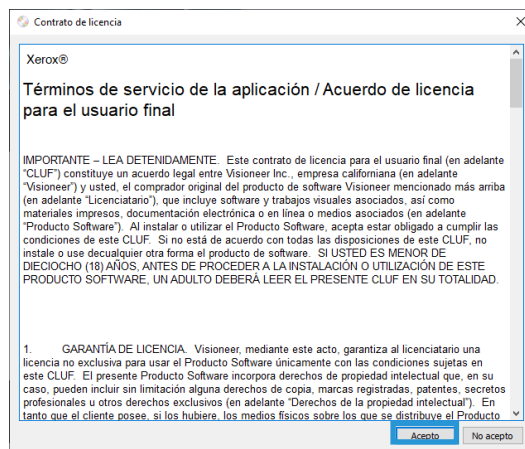 Contrato de licencia
Xerox®
Términos de servicio de la aplicación / Acuerdo de licencia
para el usuario final
IMPORTANTE – LEA DETENIDAMENTE. Este contrato de licencia para el usuario final (en adelante
"CLUF") constituye un acuerdo legal entre Visioneer Inc., empresa californiana (en adelante
"Visioneer") y usted, el comprador original del producto de software Visioneer mencionado más arriba
(en adelante "Licenciatario"), que incluye software y trabajos visuales asociados, así como
materiales impresos, documentación electrónica o en línea o medios asociados (en adelante
"Producto Software"). Al instalar o utilizar el Producto Software, acepta estar obligado a cumplir las
condiciones de este CLUF. Si no está de acuerdo con todas las disposiciones de este CLUF, no
instale o use decualquier otra forma el producto de software. SI USTED ES MENOR DE
DIECIOCHO (18) AÑOS, ANTES DE PROCEDER A LA INSTALACIÓN O UTILIZACIÓN DE ESTE
PRODUCTO SOFTWARE, UN ADULTO DEBERÁ LEER EL PRESENTE CLUF EN SU TOTALIDAD.
1. GARANTÍA DE LICENCIA. Visioneer, mediante este acto, garantiza al licenciatario una
licencia no exclusiva para usar el Producto Software únicamente con las condiciones sujetas en
este CLUF. El presente Producto Software incorpora derechos de propiedad intelectual que, en su
caso, pueden incluir sin limitación alguna derechos de copia, marcas registradas, patentes, secretos
profesionales u otros derechos exclusivos (en adelante "Derechos de la propiedad intelectual"). En
tanto que el cliente posee, si los hubiere, los medios físicos sobre los que se distribuye el Producto
Acepto No acepto